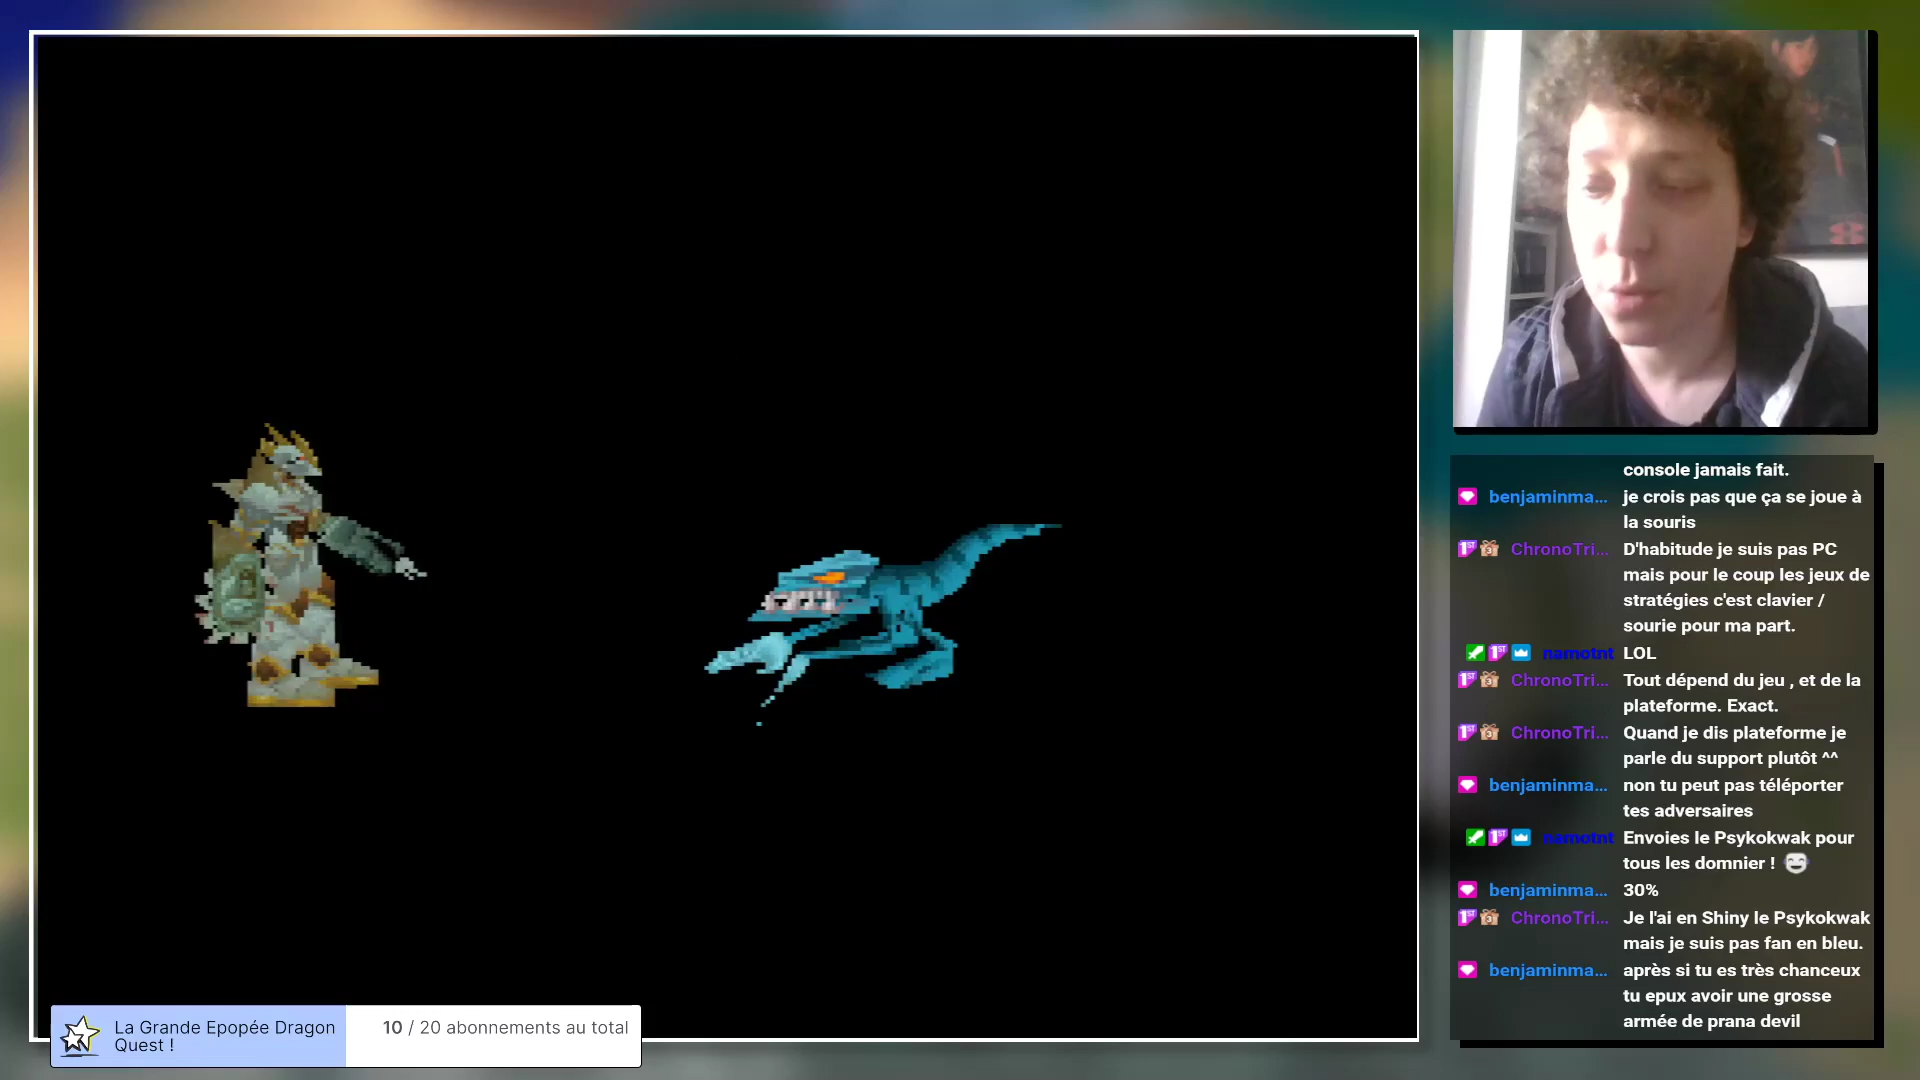 console jamais fait.
benjaminma... je crois pas que ça se joue à
la souris
ChronoTri... D'habitude je suis pas PC
mais pour le coup les jeux de
stratégies c'est clavier /
sourie pour ma part.
namotnt LOL
ChronoTri... Tout dépend du jeu , et de la
plateforme. Exact.
ChronoTri... Quand je dis plateforme je
parle du support plutôt ^^
benjaminma... non tu peut pas téléporter
tes adversaires
namotnt Envoies le Psykokwak pour
tous les domnier !
benjaminma... 30%
ChronoTri... Je l'ai en Shiny le Psykokwak
mais je suis pas fan en bleu.
benjaminma... après si tu es très chanceux
tu epux avoir une grosse
armée de prana devil
La Grande Epopée Dragon
Quest !
10 / 20 abonnements au total